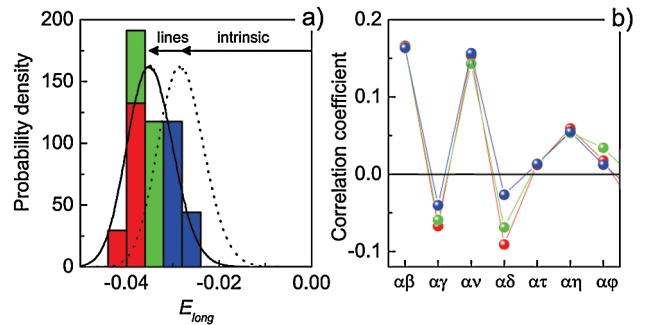 a)
lines intrinsic
Probability density
200
150
100
50
0
-0.04 -0.02 0.00
E_long
b)
Correlation coefficient
0.2
0.1
0.0
-0.1
αβ αγ αν αδ ατ αη αφ